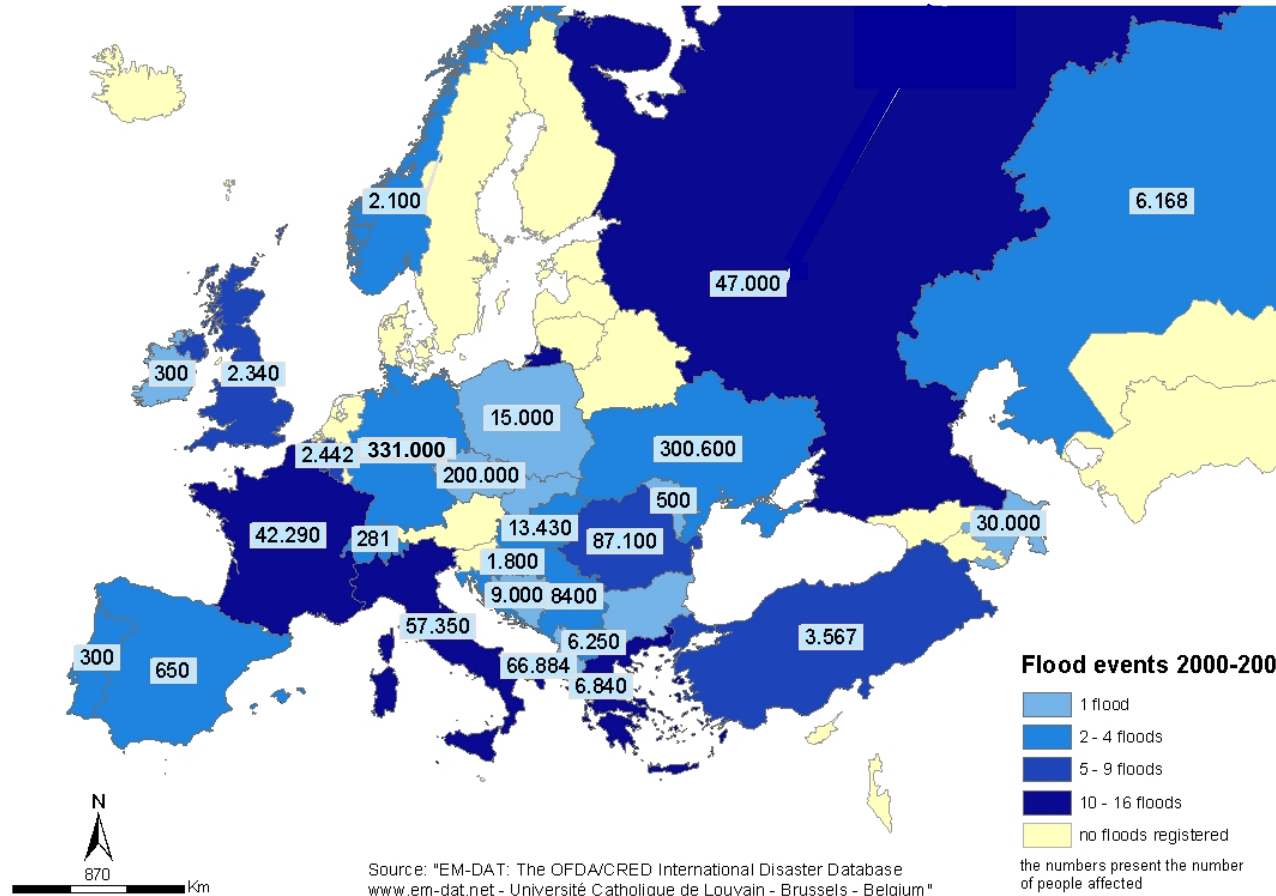 2.100
6.168
47.000
300
2.340
15.000
2.442
331.000
300.600
200.000
500
42.290
281
13.430
87.100
30.000
1.800
9.000
8400
57.350
6.250
3.567
300
650
66.884
6.840
Flood events 2000-200
1 flood
2 - 4 floods
5 - 9 floods
10 - 16 floods
no floods registered
the numbers present the number
of people affected
N
870
Km
Source: "EM-DAT: The OFDA/CRED International Disaster Database
www.em-dat.net - Université Catholique de Louvain - Brussels - Belgium"